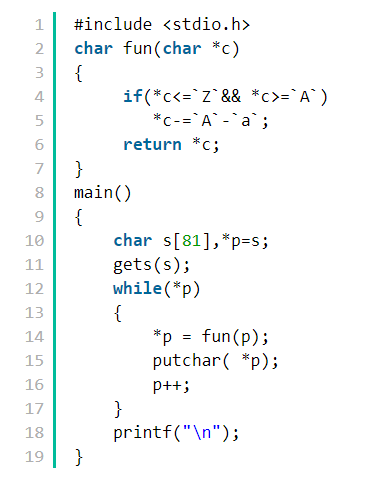 1 #include <stdio.h>
2 char fun(char *c)
3 {
4 if(*c<=`Z`&& *c>=`A`)
5 *c-=`A`-`a`;
6 return *c;
7 }
8 main()
9 {
10 char s[81],*p=s;
11 gets(s);
12 while(*p)
13 {
14 *p = fun(p);
15 putchar( *p);
16 p++;
17 }
18 printf("\n");
19 }